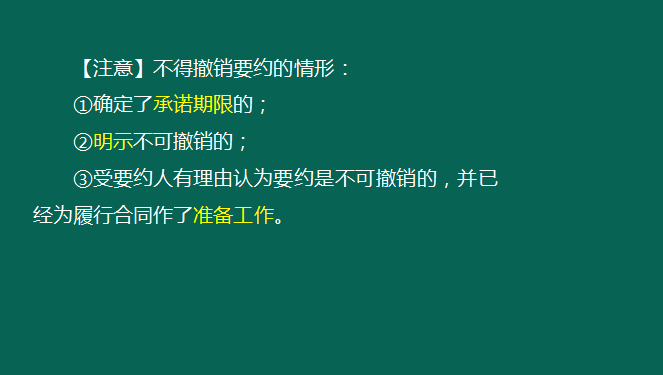 【注意】不得撤销要约的情形：
①确定了承诺期限的；
②明示不可撤销的；
③受要约人有理由认为要约是不可撤销的，并已
经为履行合同作了准备工作。